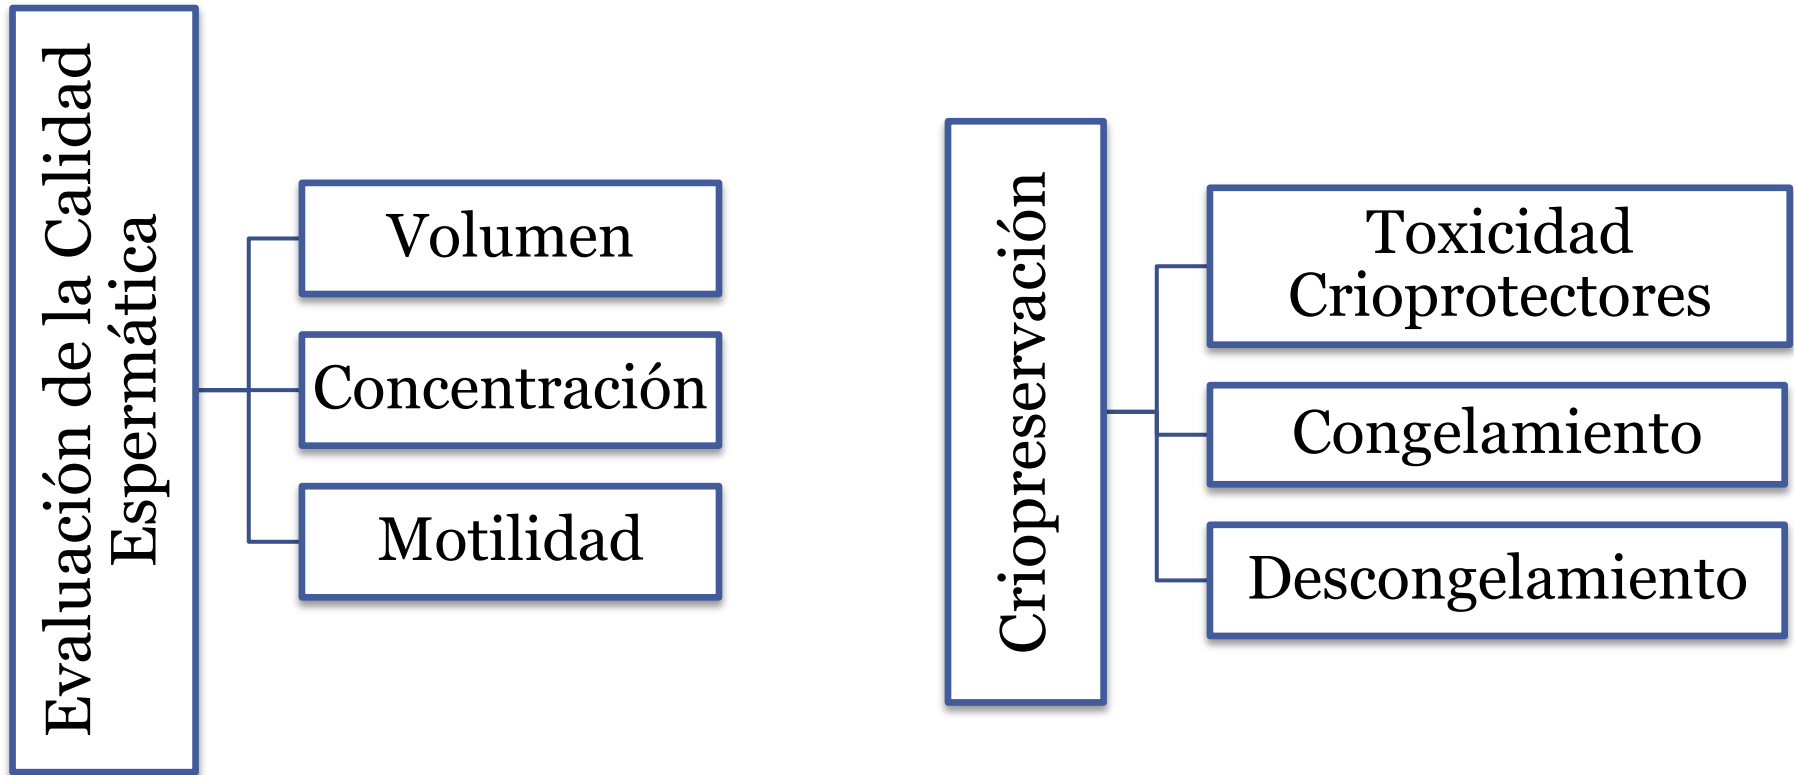 Evaluación de la Calidad
Espermática
Volumen
Concentración
Motilidad
Criopreservación
Toxicidad
Crioprotectores
Congelamiento
Descongelamiento